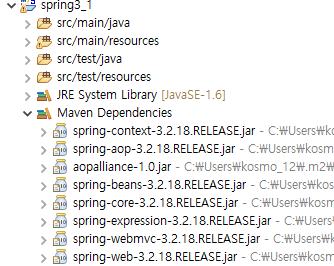 spring3_1
src/main/java
src/main/resources
src/test/java
src/test/resources
JRE System Library [JavaSE-1.6]
Maven Dependencies
spring-context-3.2.18.RELEASE.jar - C:₩Users₩ko
spring-aop-3.2.18.RELEASE.jar - C:₩Users₩kosmo
aopalliance-1.0.jar - C:₩Users₩kosmo_12₩.m2₩
spring-beans-3.2.18.RELEASE.jar - C:₩Users₩kos
spring-core-3.2.18.RELEASE.jar - C:₩Users₩kosm
spring-expression-3.2.18.RELEASE.jar - C:₩Users₩
spring-webmvc-3.2.18.RELEASE.jar - C:₩Users₩k
spring-web-3.2.18.RELEASE.jar - C:₩Users₩kosm